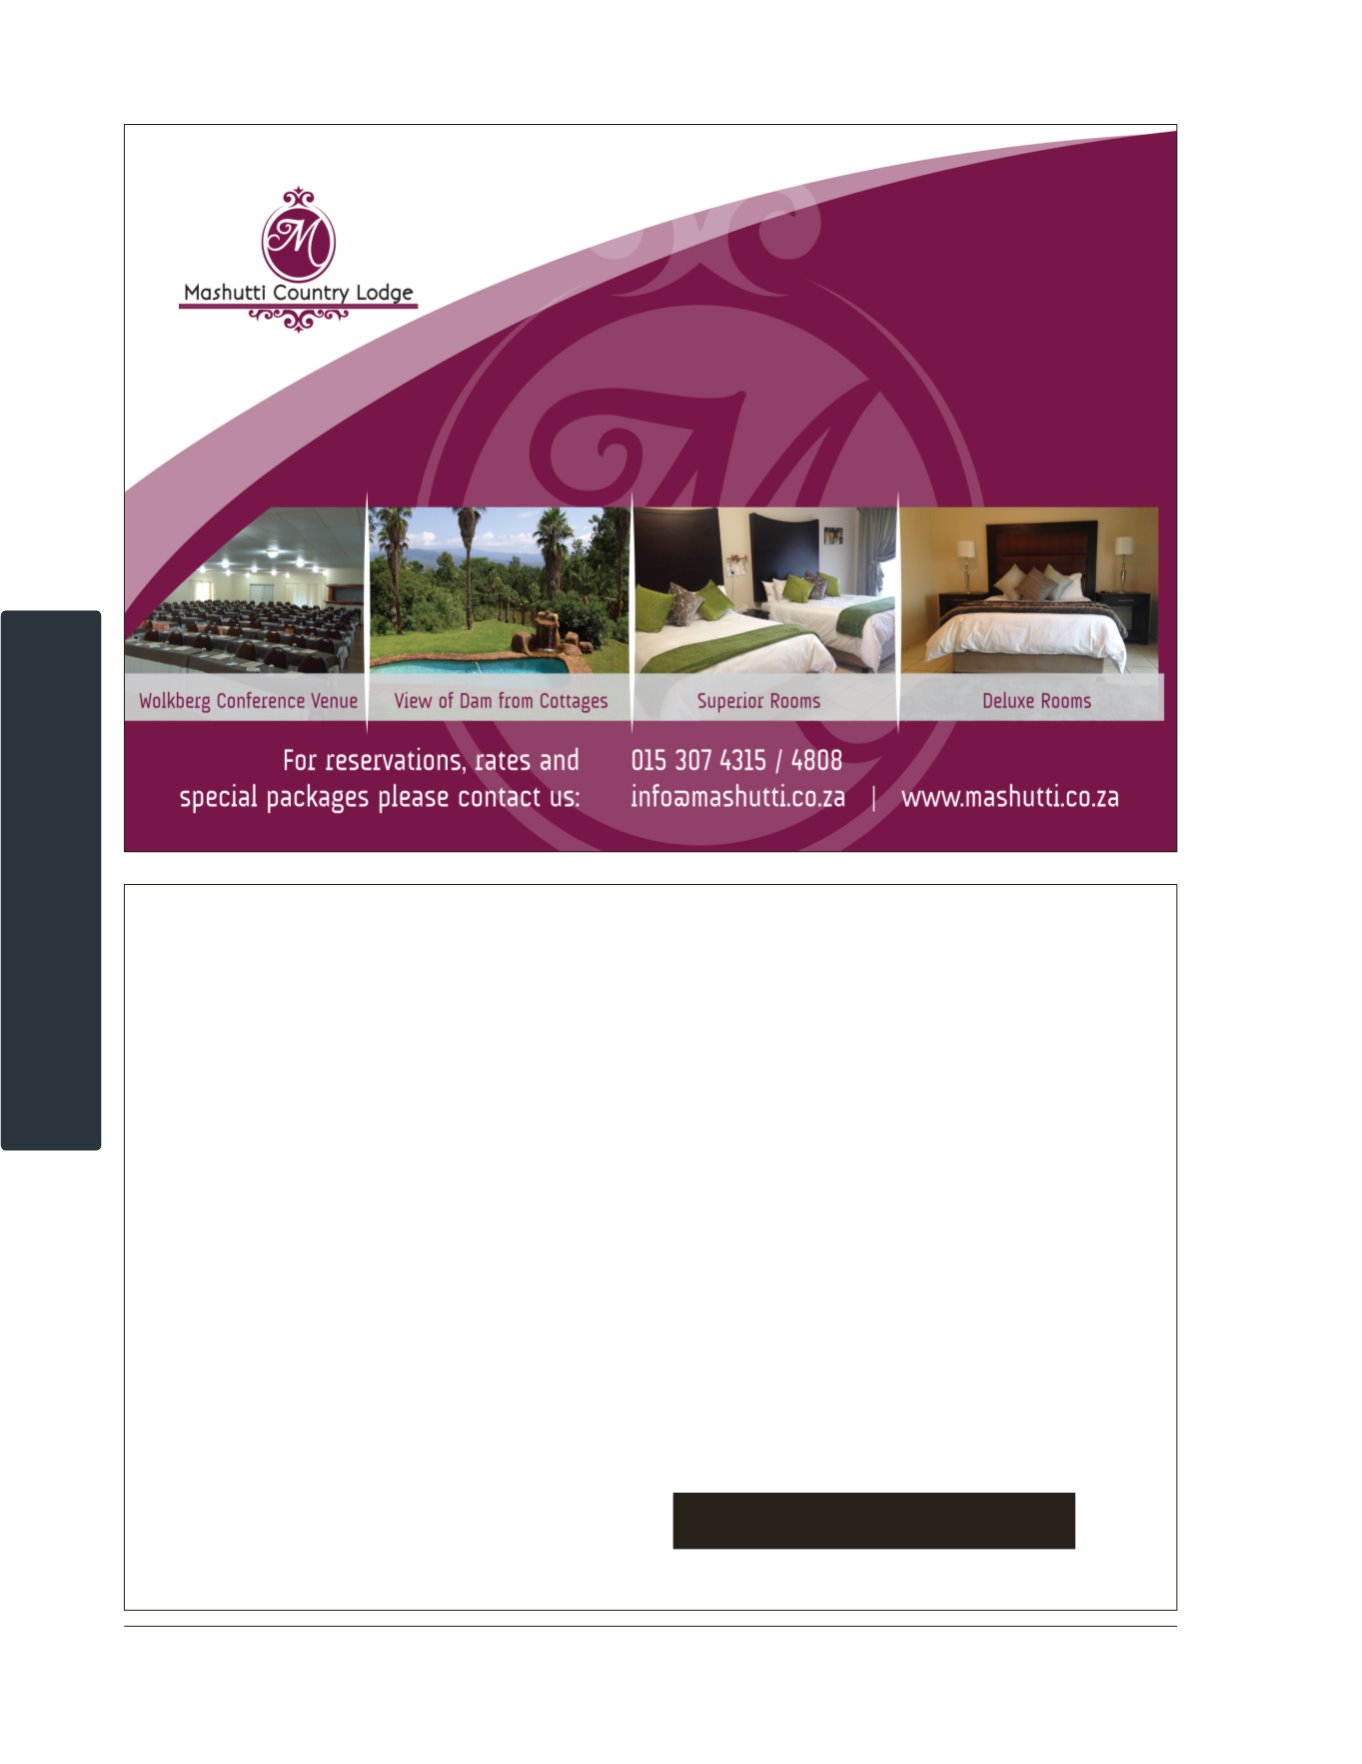 M
Mashutti Country Lodge
M
Wolkberg Conference Venue
View of Dam from Cottages
Superior Rooms
Deluxe Rooms
For reservations, rates and
special packages please contact us:
015 307 4315 / 4808
info@mashutti.co.za | www.mashutti.co.za